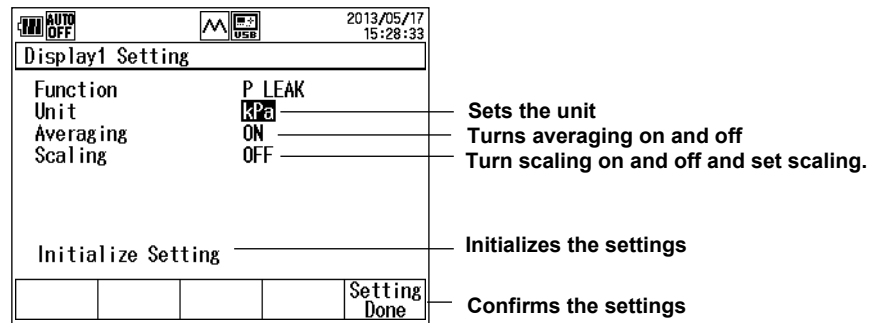 AUTO
OFF
USB
2013/05/17
15:28:33
Display1 Setting
Function P LEAK
Unit kPa
Averaging ON
Scaling OFF
Initialize Setting
Setting
Done
Sets the unit
Turns averaging on and off
Turn scaling on and off and set scaling.
Initializes the settings
Confirms the settings